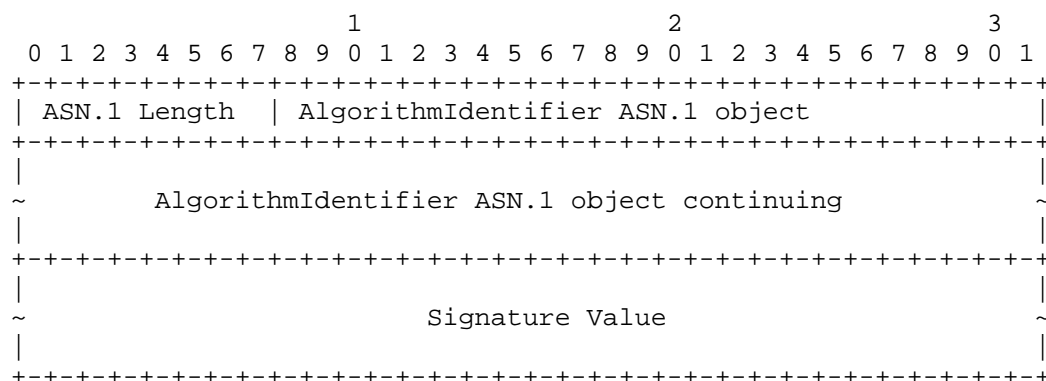 1                   2                   3
 0 1 2 3 4 5 6 7 8 9 0 1 2 3 4 5 6 7 8 9 0 1 2 3 4 5 6 7 8 9 0 1
+-+-+-+-+-+-+-+-+-+-+-+-+-+-+-+-+-+-+-+-+-+-+-+-+-+-+-+-+-+-+-+-+
| ASN.1 Length  | AlgorithmIdentifier ASN.1 object              |
+-+-+-+-+-+-+-+-+-+-+-+-+-+-+-+-+-+-+-+-+-+-+-+-+-+-+-+-+-+-+-+-+
|                                                               |
~        AlgorithmIdentifier ASN.1 object continuing            ~
|                                                               |
+-+-+-+-+-+-+-+-+-+-+-+-+-+-+-+-+-+-+-+-+-+-+-+-+-+-+-+-+-+-+-+-+
|                                                               |
~                         Signature Value                       ~
|                                                               |
+-+-+-+-+-+-+-+-+-+-+-+-+-+-+-+-+-+-+-+-+-+-+-+-+-+-+-+-+-+-+-+-+